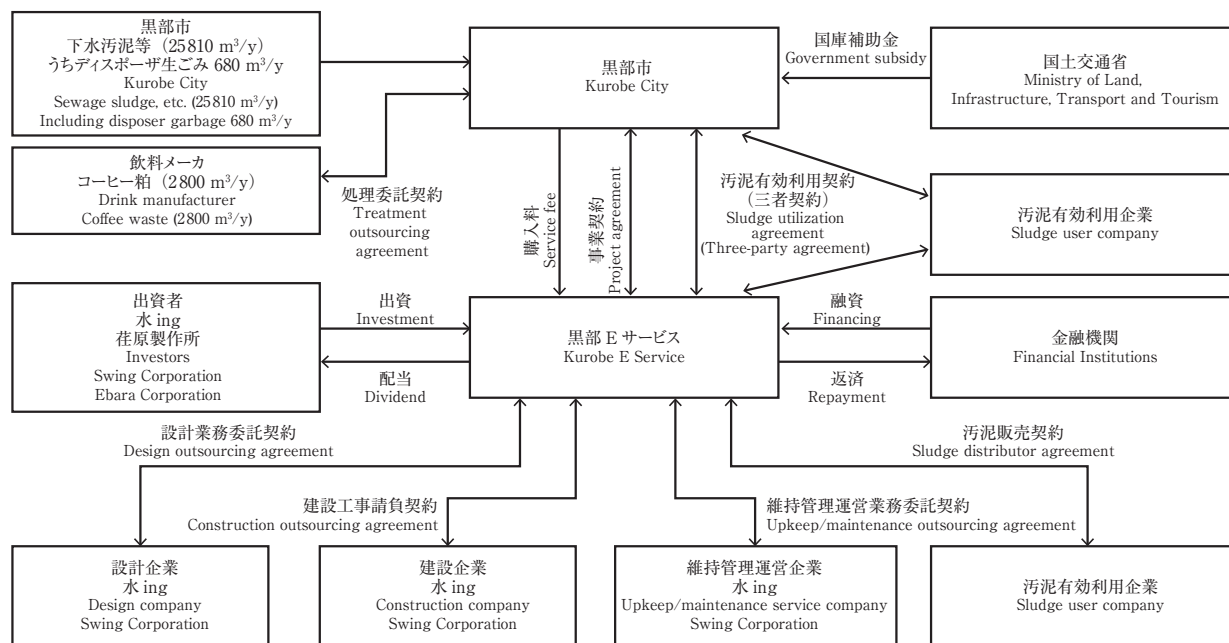 黒部市
下水汚泥等（25810 m³/y）
うちディスポーザ生ごみ 680 m³/y
Kurobe City
Sewage sludge, etc. (25810 m³/y)
Including disposer garbage 680 m³/y
黒部市
Kurobe City
国庫補助金
Government subsidy
国土交通省
Ministry of Land,
Infrastructure, Transport and Tourism
飲料メーカ
コーヒー粕（2800 m³/y）
Drink manufacturer
Coffee waste (2800 m³/y)
処理委託契約
Treatment
outsourcing
agreement
購入料
Service fee
事業契約
Project agreement
汚泥有効利用契約
（三者契約）
Sludge utilization
agreement
(Three-party agreement)
汚泥有効利用企業
Sludge user company
出資者
水 ing
荏原製作所
Investors
Swing Corporation
Ebara Corporation
出資
Investment
配当
Dividend
黒部 E サービス
Kurobe E Service
融資
Financing
返済
Repayment
金融機関
Financial Institutions
設計業務委託契約
Design outsourcing agreement
汚泥販売契約
Sludge distributor agreement
建設工事請負契約
Construction outsourcing agreement
維持管理運営業務委託契約
Upkeep/maintenance outsourcing agreement
設計企業
水 ing
Design company
Swing Corporation
建設企業
水 ing
Construction company
Swing Corporation
維持管理運営企業
水 ing
Upkeep/maintenance service company
Swing Corporation
汚泥有効利用企業
Sludge user company